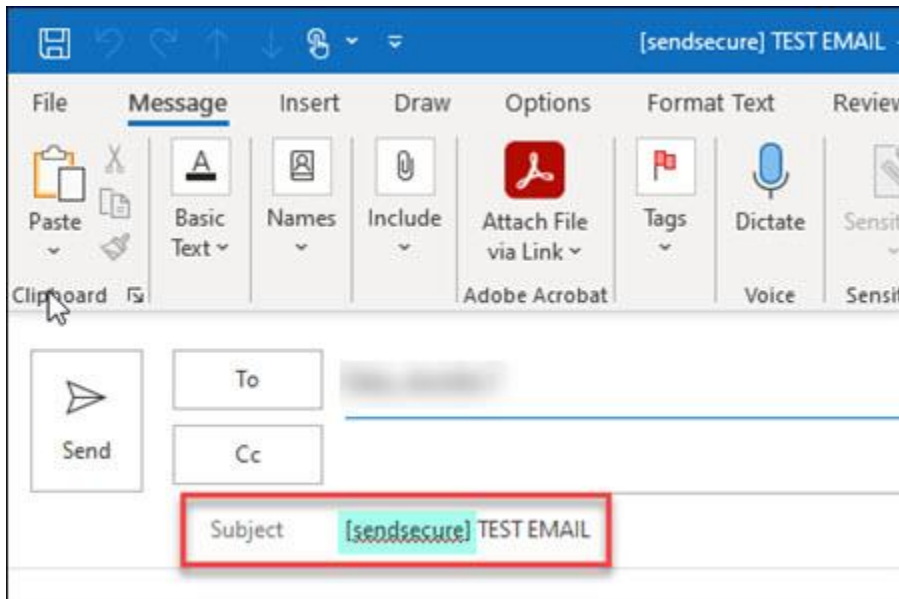 [sendsecure] TEST EMAIL -
File Message Insert Draw Options Format Text Review
Paste
Basic Text
Names
Include
Attach File via Link
Tags
Dictate
Clipboard
Adobe Acrobat
Voice
Send
To
Cc
Subject [sendsecure] TEST EMAIL